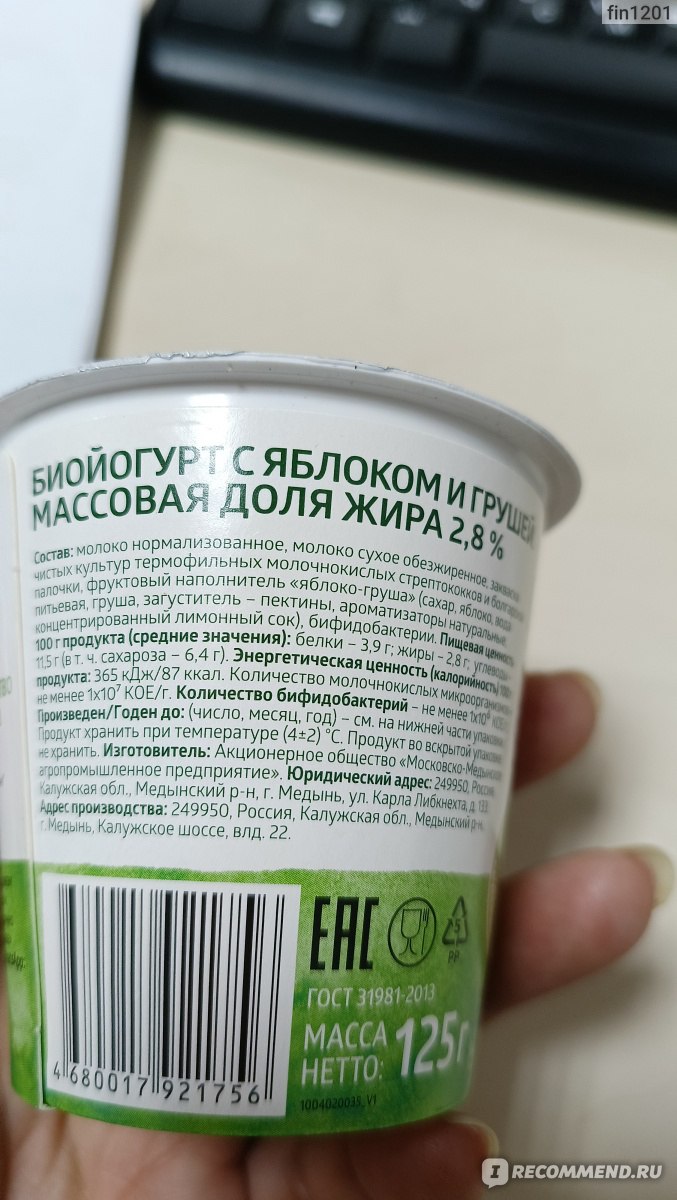 fin1201
БИОЙОГУРТ С ЯБЛОКОМ И ГРУШЕЙ
МАССОВАЯ ДОЛЯ ЖИРА 2,8 %
Состав: молоко нормализованное, молоко сухое обезжиренное, закваска
чистых культур термофильных молочнокислых стрептококков и болгарской
палочки, фруктовый наполнитель «яблоко-груша» (сахар, яблоко, вода
питьевая, груша, загуститель – пектины, ароматизаторы натуральные,
концентрированный лимонный сок), бифидобактерии. Пищевая ценность
100 г продукта (средние значения): белки – 3,9 г; жиры – 2,8 г; углеводы –
11,5 г (в т. ч. сахароза – 6,4 г). Энергетическая ценность (калорийность) 100 г
продукта: 365 кДж/87 ккал. Количество молочнокислых микроорганизмов
не менее 1х10⁷ КОЕ/г. Количество бифидобактерий – не менее 1х10⁶ КОЕ/г.
Произведен/Годен до: (число, месяц, год) – см. на нижней части упаковки.
Продукт хранить при температуре (4±2) °С. Продукт во вскрытой упаковке
не хранить. Изготовитель: Акционерное общество «Московско-Медынское
агропромышленное предприятие». Юридический адрес: 249950, Россия,
Калужская обл., Медынский р-н, г. Медынь, ул. Карла Либкнехта, д. 133.
Адрес производства: 249950, Россия, Калужская обл., Медынский р-н,
г. Медынь, Калужское шоссе, влд. 22.
ЕАС
5
PP
ГОСТ 31981-2013
МАССА
НЕТТО: 125 г
4 680017 921756
1004020035_V1
IRECOMMEND.RU